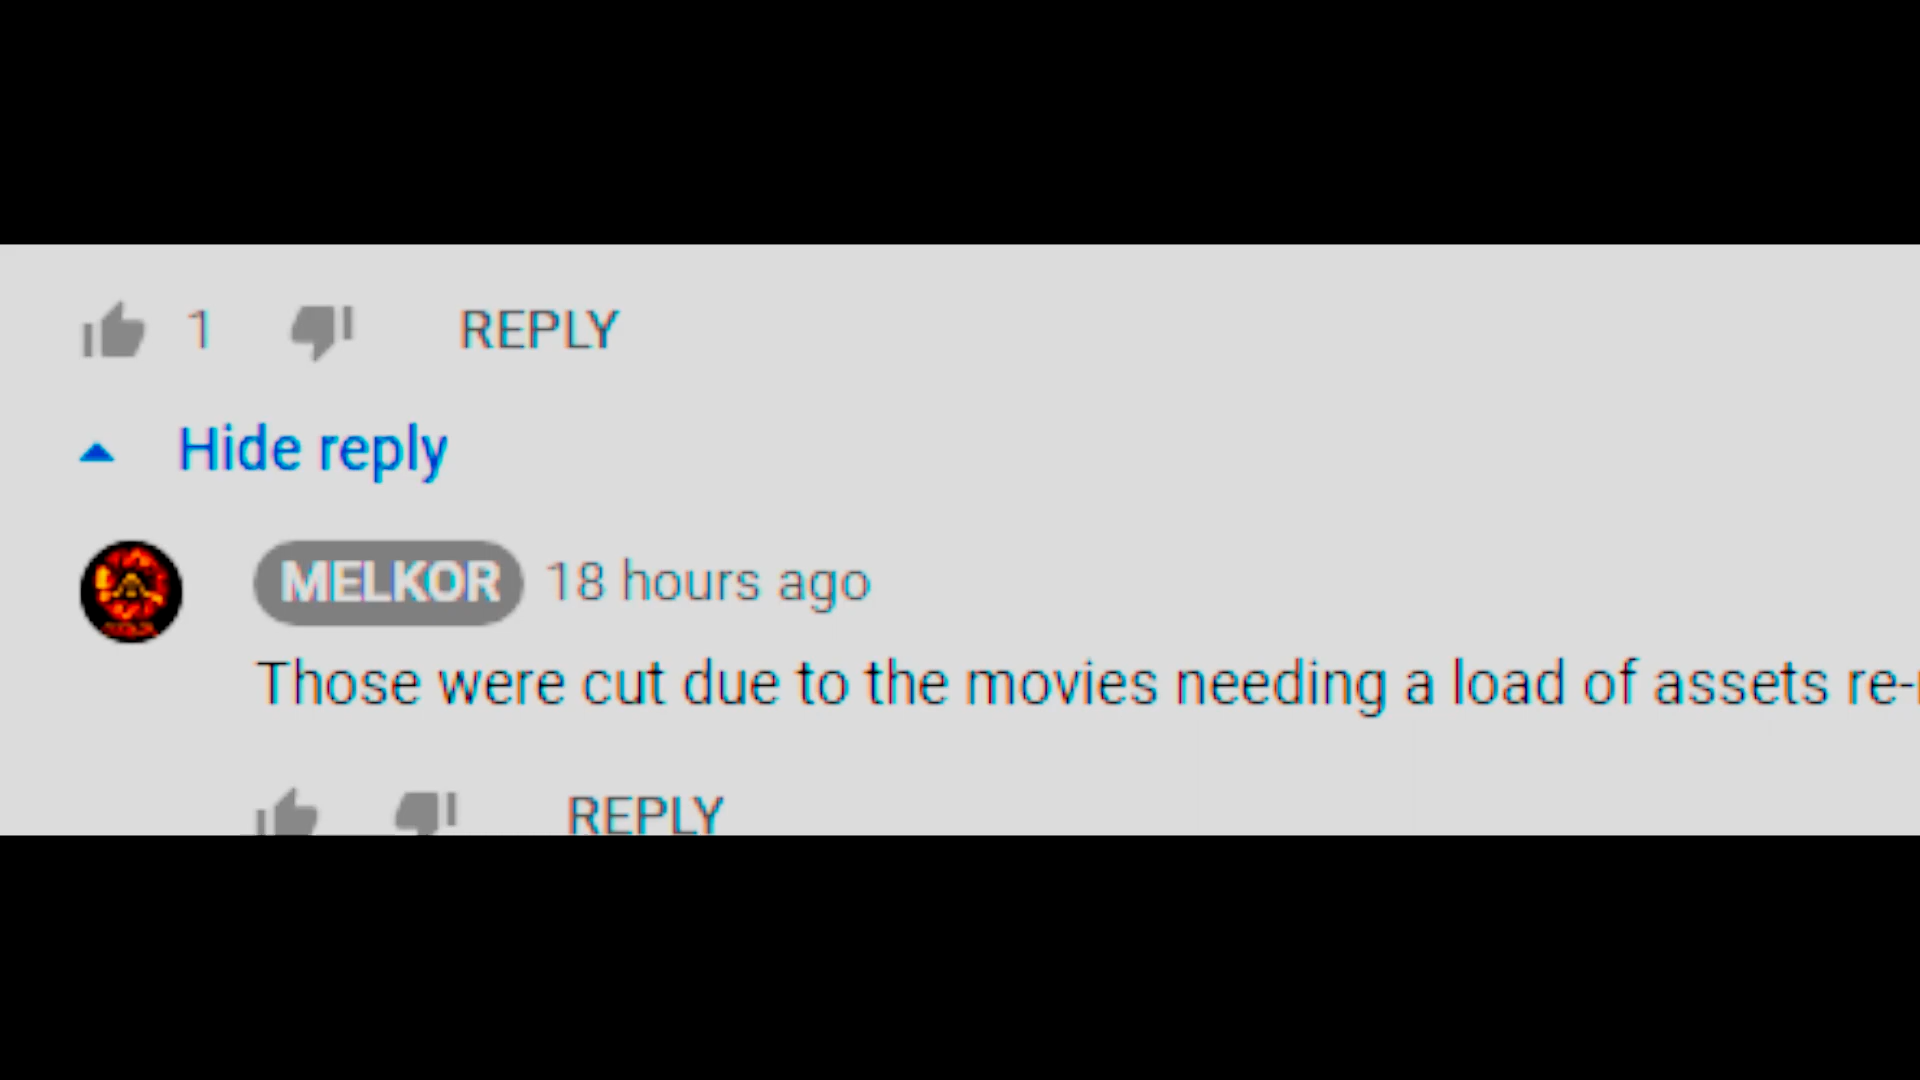 1 REPLY
Hide reply
MELKOR 18 hours ago
Those were cut due to the movies needing a load of assets re-
REPLY